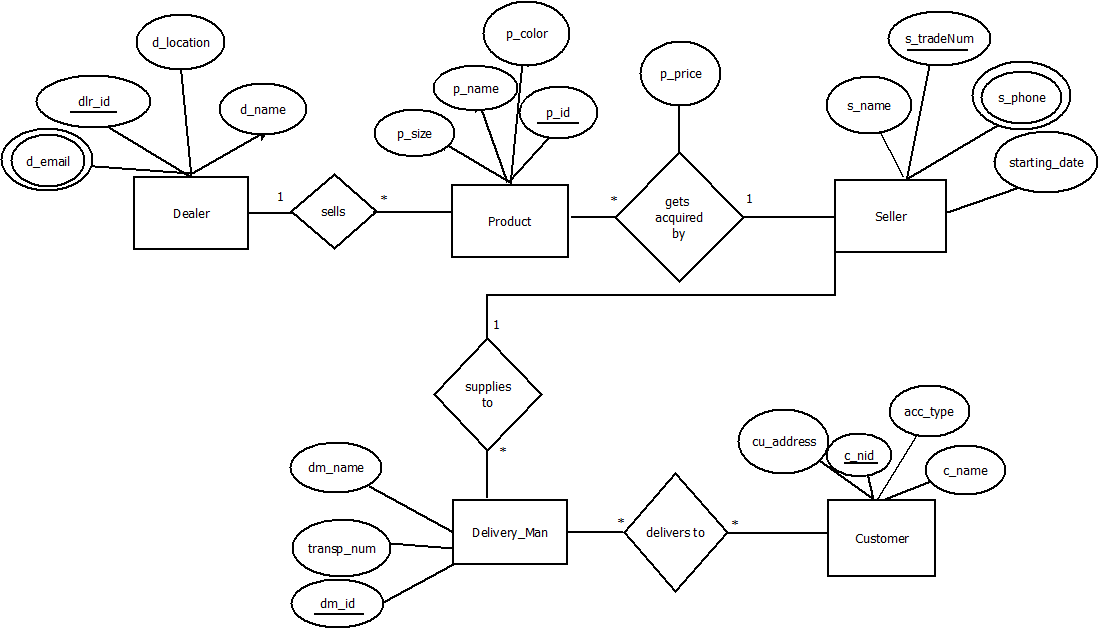 d_location
dlr_id
d_name
d_email
Dealer
1
sells
*
p_color
p_name
p_size
p_id
Product
*
p_price
gets
acquired
by
1
s_tradeNum
s_name
s_phone
starting_date
Seller
1
supplies
to
*
dm_name
transp_num
dm_id
Delivery_Man
*
delivers to
*
cu_address
c_nid
acc_type
c_name
Customer